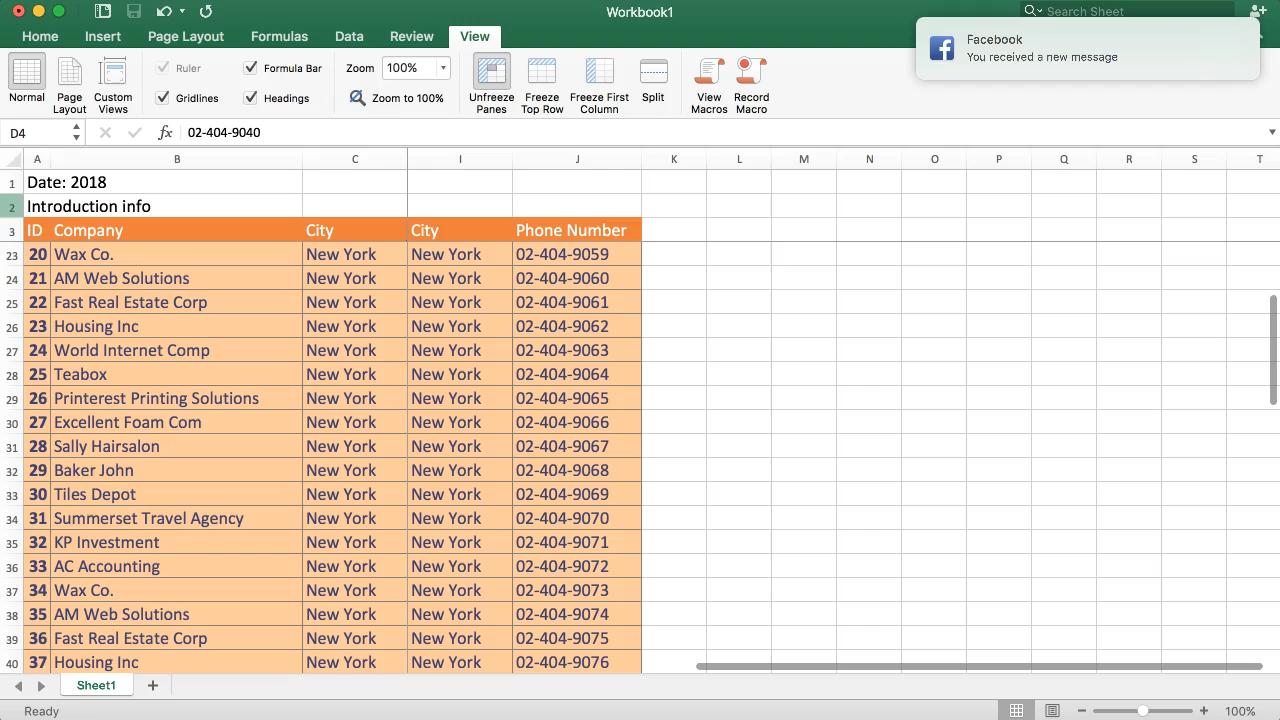 Workbook1
Search Sheet
Home Insert Page Layout Formulas Data Review View
Facebook
You received a new message
Normal
Page Layout
Custom Views
Ruler
Formula Bar
Gridlines
Headings
Zoom 100%
Zoom to 100%
Unfreeze Panes
Freeze Top Row
Freeze First Column
Split
View Macros
Record Macro
D4 fx 02-404-9040
A B C I J K L M N O P Q R S T
1 Date: 2018
2 Introduction info
3 ID Company City City Phone Number
23 20 Wax Co. New York New York 02-404-9059
24 21 AM Web Solutions New York New York 02-404-9060
25 22 Fast Real Estate Corp New York New York 02-404-9061
26 23 Housing Inc New York New York 02-404-9062
27 24 World Internet Comp New York New York 02-404-9063
28 25 Teabox New York New York 02-404-9064
29 26 Printerest Printing Solutions New York New York 02-404-9065
30 27 Excellent Foam Com New York New York 02-404-9066
31 28 Sally Hairsalon New York New York 02-404-9067
32 29 Baker John New York New York 02-404-9068
33 30 Tiles Depot New York New York 02-404-9069
34 31 Summerset Travel Agency New York New York 02-404-9070
35 32 KP Investment New York New York 02-404-9071
36 33 AC Accounting New York New York 02-404-9072
37 34 Wax Co. New York New York 02-404-9073
38 35 AM Web Solutions New York New York 02-404-9074
39 36 Fast Real Estate Corp New York New York 02-404-9075
40 37 Housing Inc New York New York 02-404-9076
Sheet1
Ready
100%